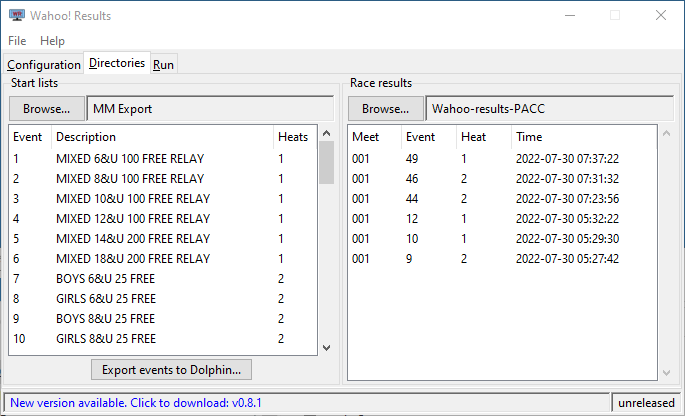 Wahoo! Results
File Help
Configuration Directories Run
Start lists
Browse... MM Export
Event Description Heats
1 MIXED 6&U 100 FREE RELAY 1
2 MIXED 8&U 100 FREE RELAY 1
3 MIXED 10&U 100 FREE RELAY 1
4 MIXED 12&U 100 FREE RELAY 1
5 MIXED 14&U 200 FREE RELAY 1
6 MIXED 18&U 200 FREE RELAY 1
7 BOYS 6&U 25 FREE 2
8 GIRLS 6&U 25 FREE 2
9 BOYS 8&U 25 FREE 2
10 GIRLS 8&U 25 FREE 2
Export events to Dolphin...
Race results
Browse... Wahoo-results-PACC
Meet Event Heat Time
001 49 1 2022-07-30 07:37:22
001 46 2 2022-07-30 07:31:32
001 44 2 2022-07-30 07:23:56
001 12 1 2022-07-30 05:32:22
001 10 1 2022-07-30 05:29:30
001 9 2 2022-07-30 05:27:42
New version available. Click to download: v0.8.1
unreleased